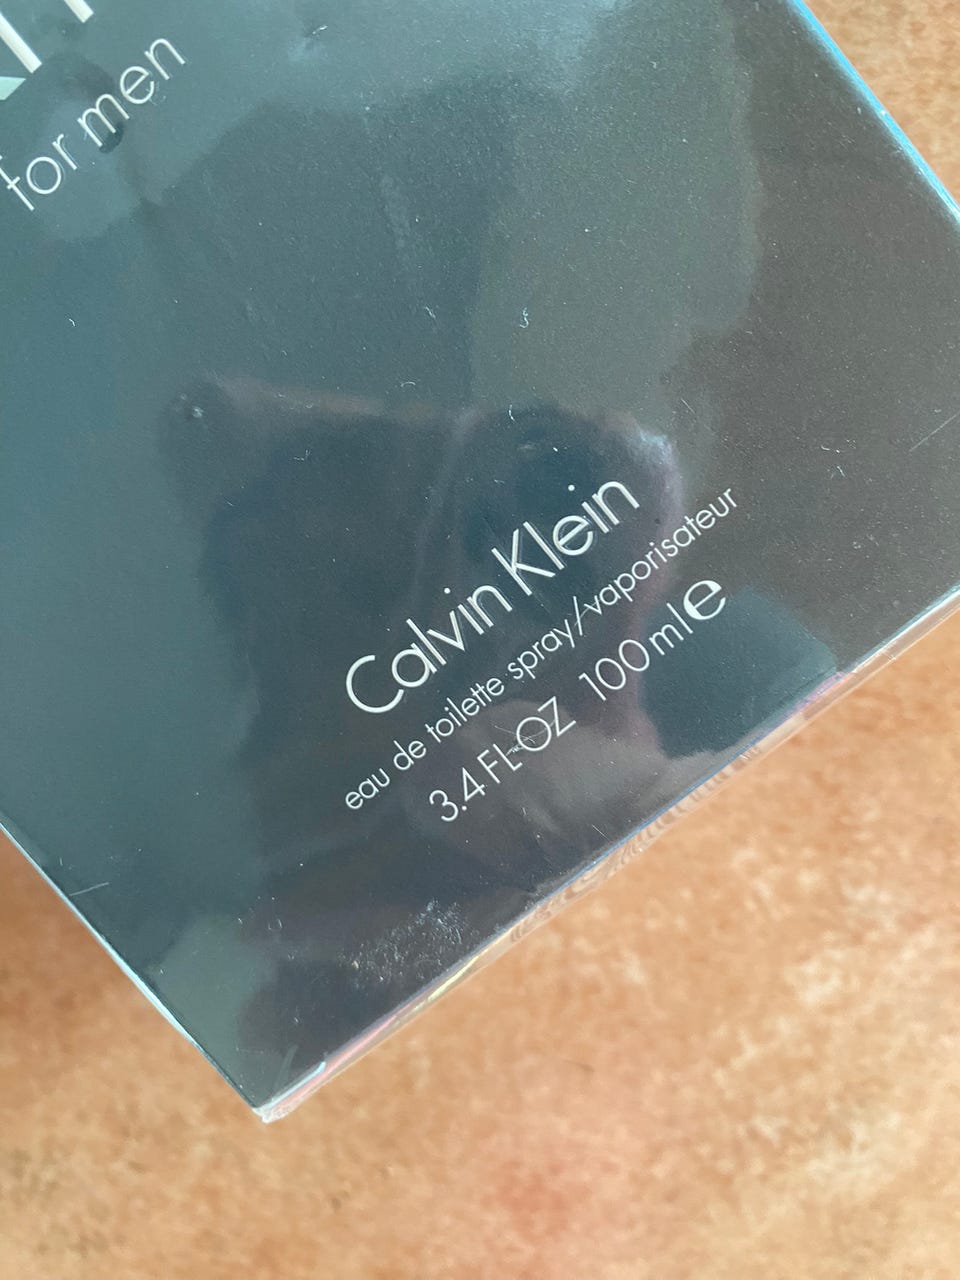 for men
Calvin Klein
eau de toilette spray/vaporisateur
3.4 FL OZ 100 ml e